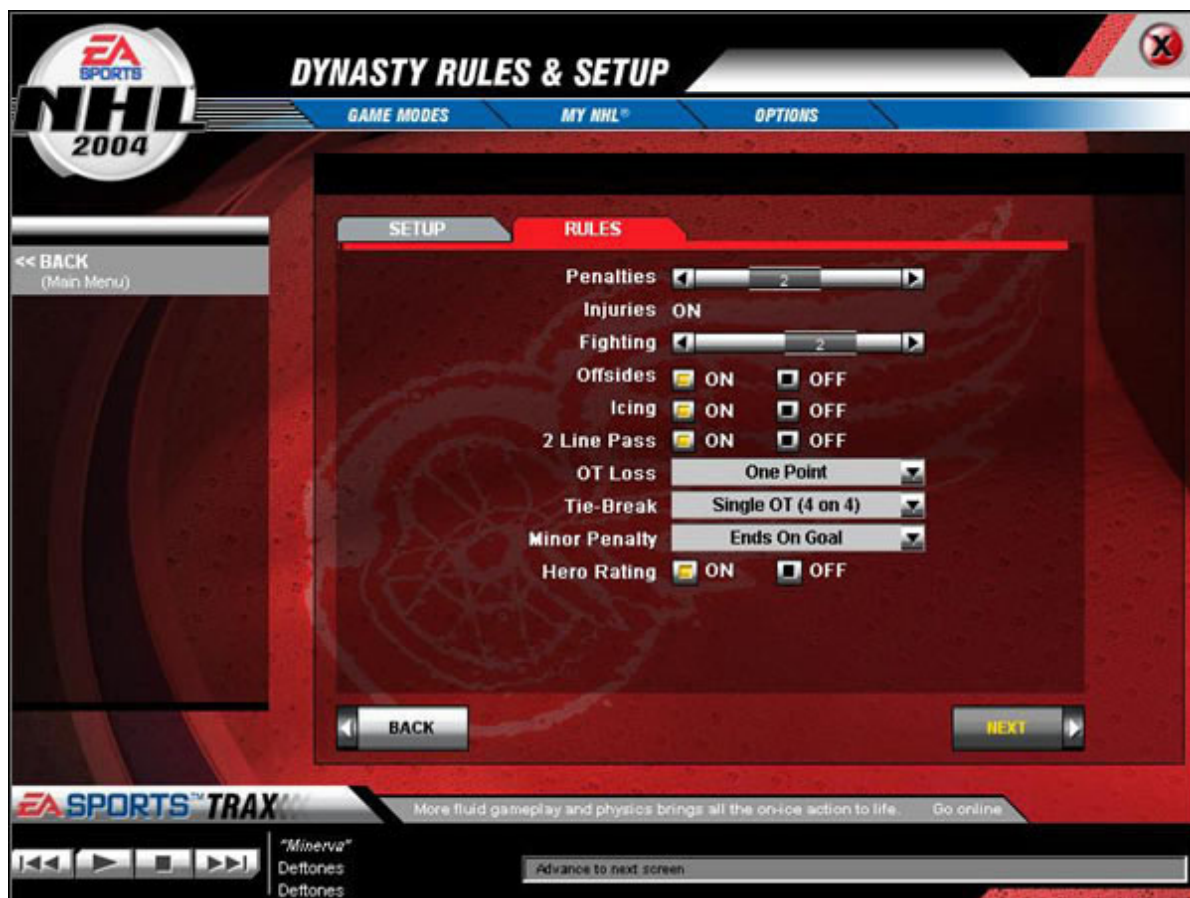 EA
SPORTS
NHL
2004
DYNASTY RULES & SETUP
X
GAME MODES MY NHL® OPTIONS
<< BACK
(Main Menu)
SETUP RULES
Penalties 2
Injuries ON
Fighting 2
Offsides ON OFF
Icing ON OFF
2 Line Pass ON OFF
OT Loss One Point
Tie-Break Single OT (4 on 4)
Minor Penalty Ends On Goal
Hero Rating ON OFF
BACK NEXT
EA SPORTS™ TRAX
More fluid gameplay and physics brings all the on-ice action to life. Go online
"Minerva"
Deftones
Deftones
Advance to next screen